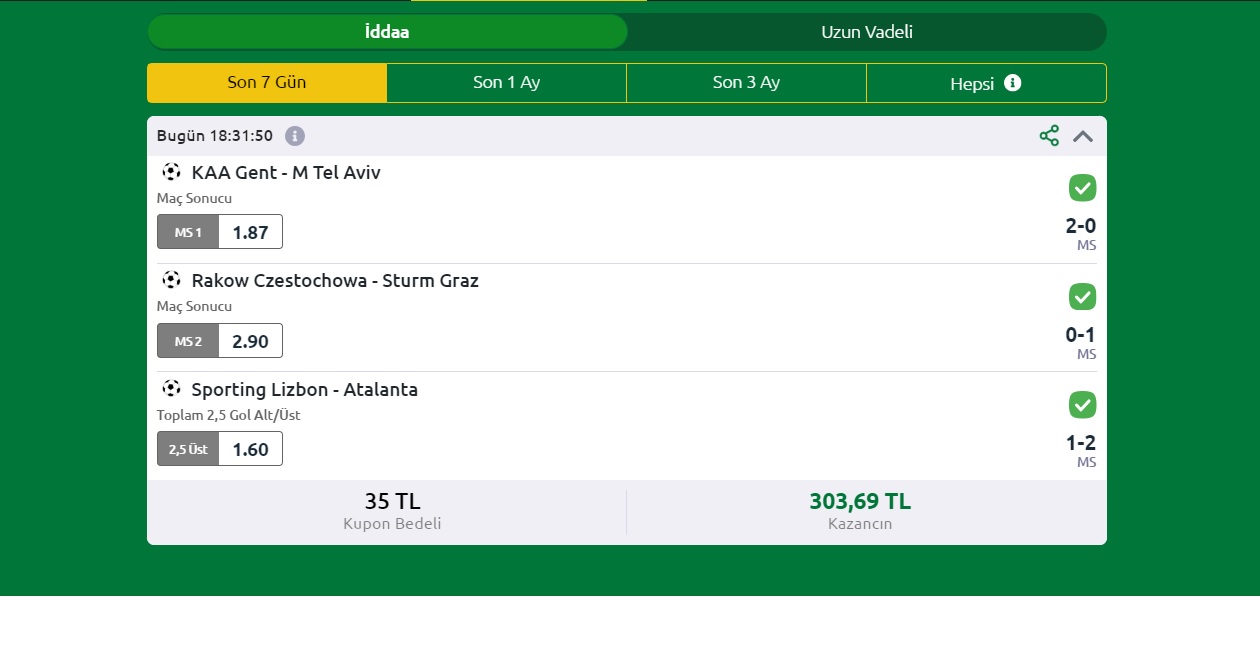 İddaa
Uzun Vadeli
Son 7 Gün
Son 1 Ay
Son 3 Ay
Hepsi
Bugün 18:31:50
KAA Gent - M Tel Aviv
Maç Sonucu
MS 1 1.87
2-0
MS
Rakow Czestochowa - Sturm Graz
Maç Sonucu
MS 2 2.90
0-1
MS
Sporting Lizbon - Atalanta
Toplam 2,5 Gol Alt/Üst
2,5 Üst 1.60
1-2
MS
35 TL
Kupon Bedeli
303,69 TL
Kazancın